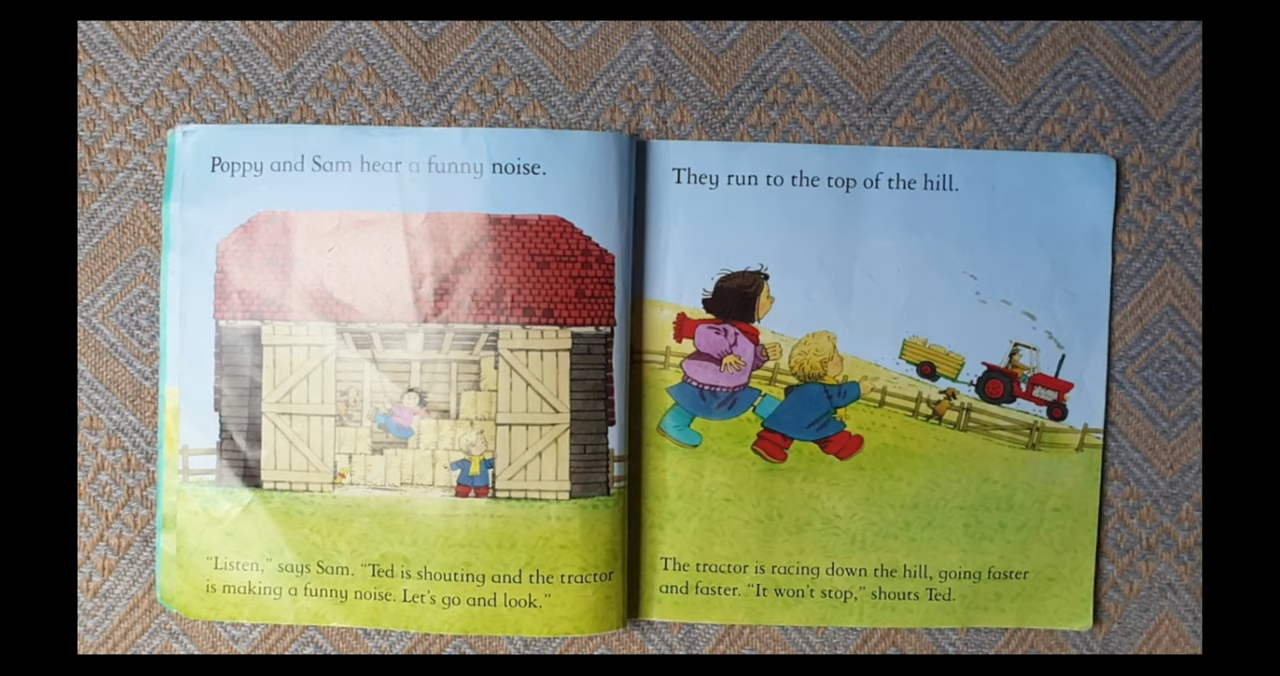 Poppy and Sam hear a funny noise.
“Listen,” says Sam. “Ted is shouting and the tractor
is making a funny noise. Let’s go and look.”
They run to the top of the hill.
The tractor is racing down the hill, going faster
and faster. “It won’t stop,” shouts Ted.